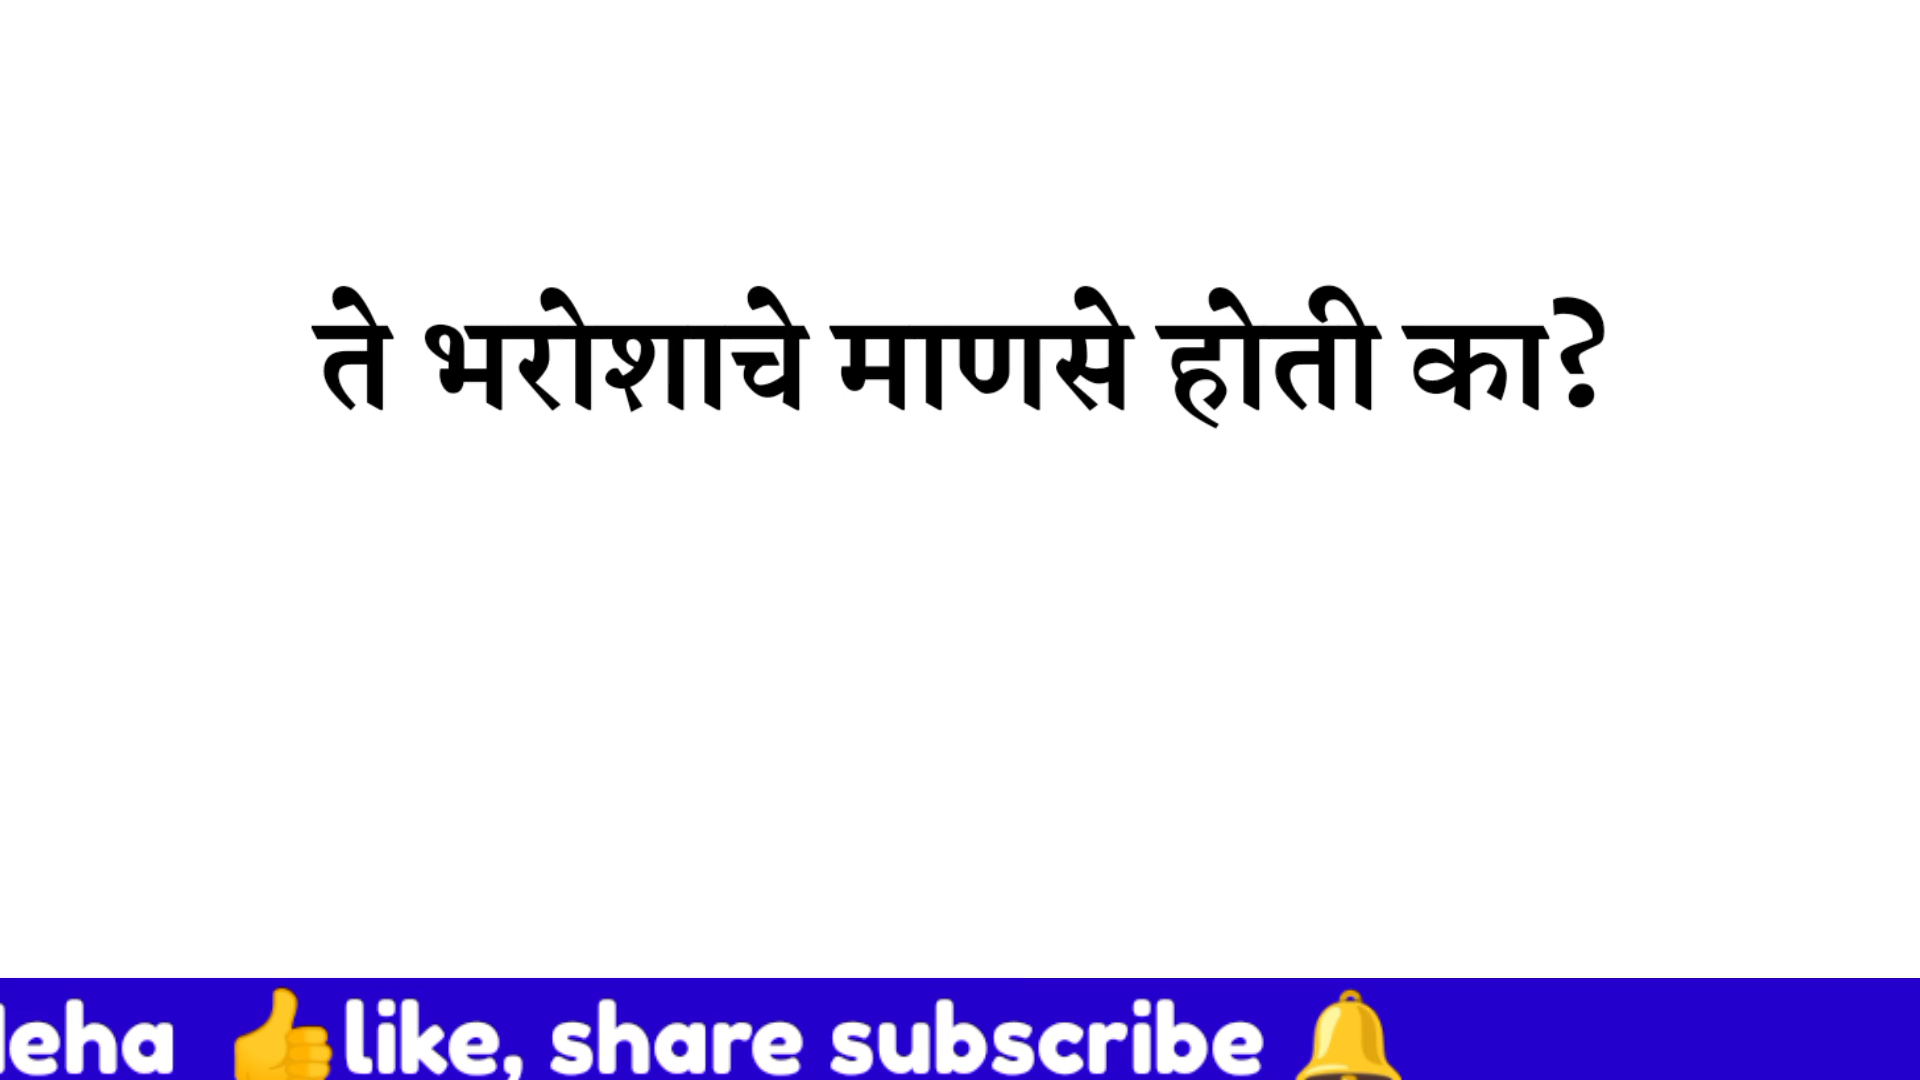 ते भरोशाचे माणसे होती का?
like, share subscribe